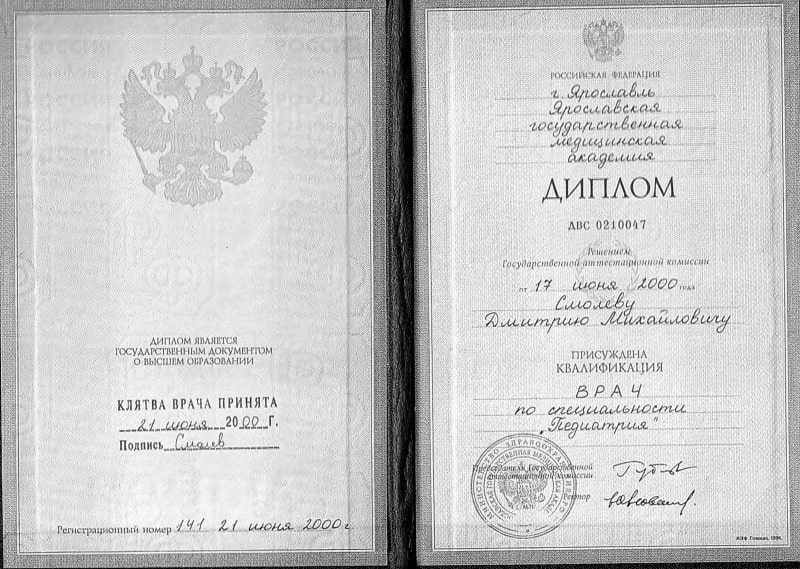 ДИПЛОМ ЯВЛЯЕТСЯ
ГОСУДАРСТВЕННЫМ ДОКУМЕНТОМ
О ВЫСШЕМ ОБРАЗОВАНИИ
КЛЯТВА ВРАЧА ПРИНЯТА
21 июня 2000 Г.
Подпись Смолев
Регистрационный номер 141 21 июня 2000 г.
РОССИЙСКАЯ ФЕДЕРАЦИЯ
г. Ярославль
Ярославская
государственная
медицинская
академия
ДИПЛОМ
ДВС 0210047
Решением
Государственной аттестационной комиссии
от 17 июня 2000 года
Смолеву
Дмитрию Михайловичу
ПРИСУЖДЕНА
КВАЛИФИКАЦИЯ
ВРАЧ
по специальности
„Педиатрия"
Председатель Государственной
аттестационной комиссии
Ректор